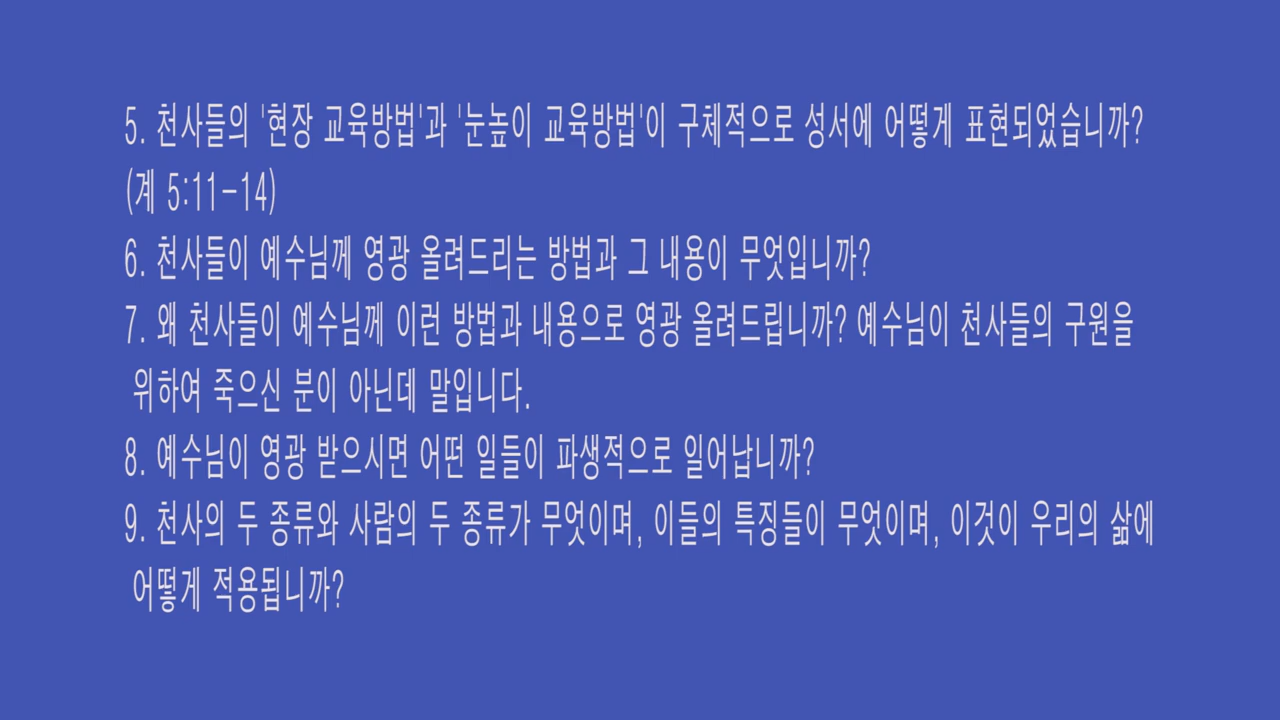 5. 천사들의 '현장 교육방법'과 '눈높이 교육방법'이 구체적으로 성서에 어떻게 표현되었습니까?
(계 5:11-14)
6. 천사들이 예수님께 영광 올려드리는 방법과 그 내용이 무엇입니까?
7. 왜 천사들이 예수님께 이런 방법과 내용으로 영광 올려드립니까? 예수님이 천사들의 구원을
위하여 죽으신 분이 아닌데 말입니다.
8. 예수님이 영광 받으시면 어떤 일들이 파생적으로 일어납니까?
9. 천사의 두 종류와 사람의 두 종류가 무엇이며, 이들의 특징들이 무엇이며, 이것이 우리의 삶에
어떻게 적용됩니까?